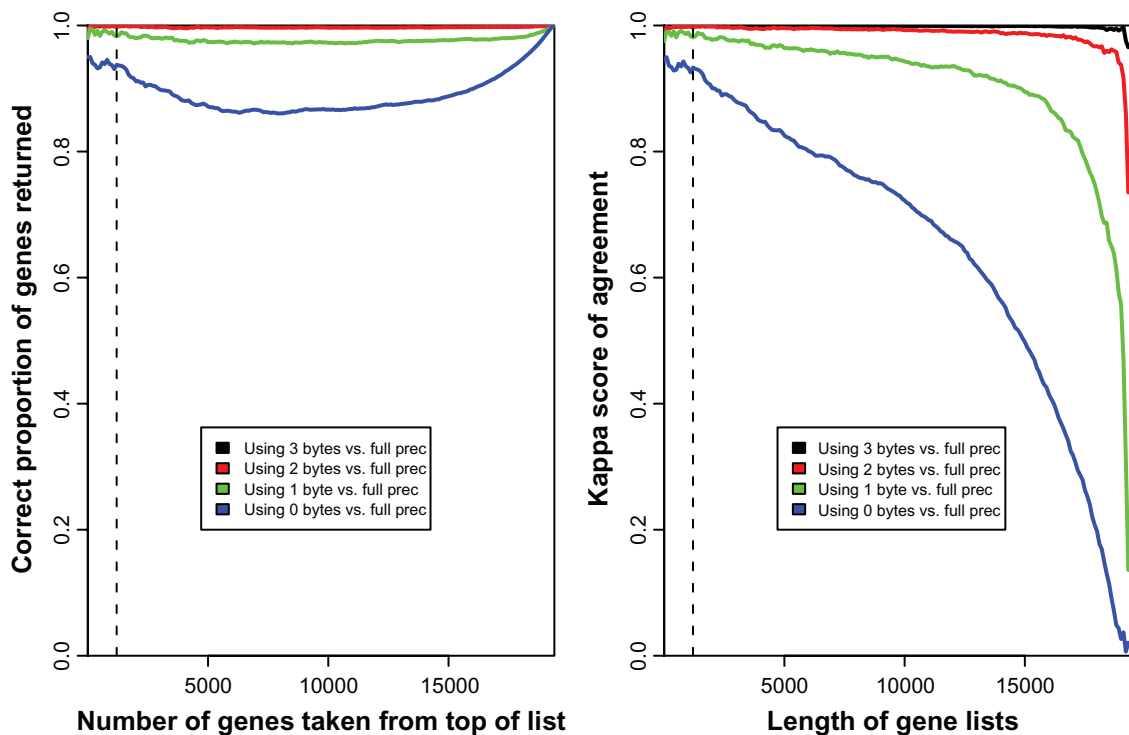 Correct proportion of genes returned
1.0
0.8
0.6
0.4
0.2
0.0
Using 3 bytes vs. full prec
Using 2 bytes vs. full prec
Using 1 byte vs. full prec
Using 0 bytes vs. full prec
5000 10000 15000
Number of genes taken from top of list
Kappa score of agreement
1.0
0.8
0.6
0.4
0.2
0.0
Using 3 bytes vs. full prec
Using 2 bytes vs. full prec
Using 1 byte vs. full prec
Using 0 bytes vs. full prec
5000 10000 15000
Length of gene lists